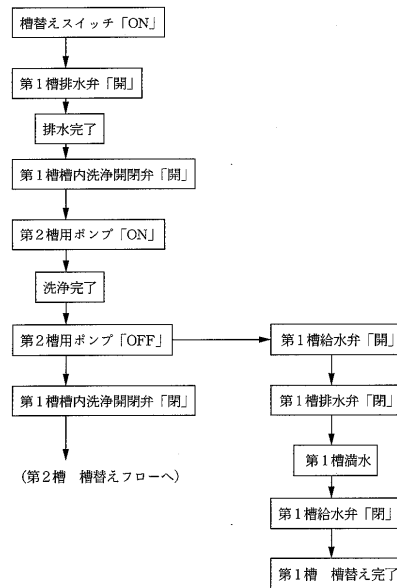 槽替えスイッチ「ON」
第1槽排水弁「開」
排水完了
第1槽槽内洗浄開閉弁「開」
第2槽用ポンプ「ON」
洗浄完了
第2槽用ポンプ「OFF」
第1槽槽内洗浄開閉弁「閉」
(第2槽 槽替えフローへ)
第1槽給水弁「開」
第1槽排水弁「閉」
第1槽満水
第1槽給水弁「閉」
第1槽 槽替え完了